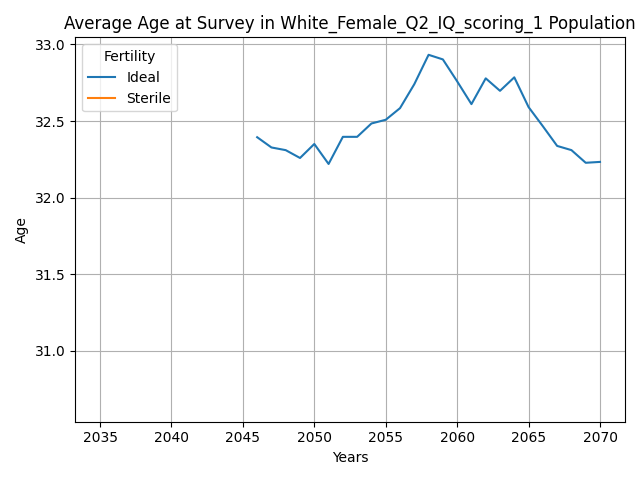 Average Age at Survey in White_Female_Q2_IQ_scoring_1 Population
Fertility
Ideal
Sterile
33.0
32.5
32.0
31.5
31.0
Age
2035 2040 2045 2050 2055 2060 2065 2070
Years